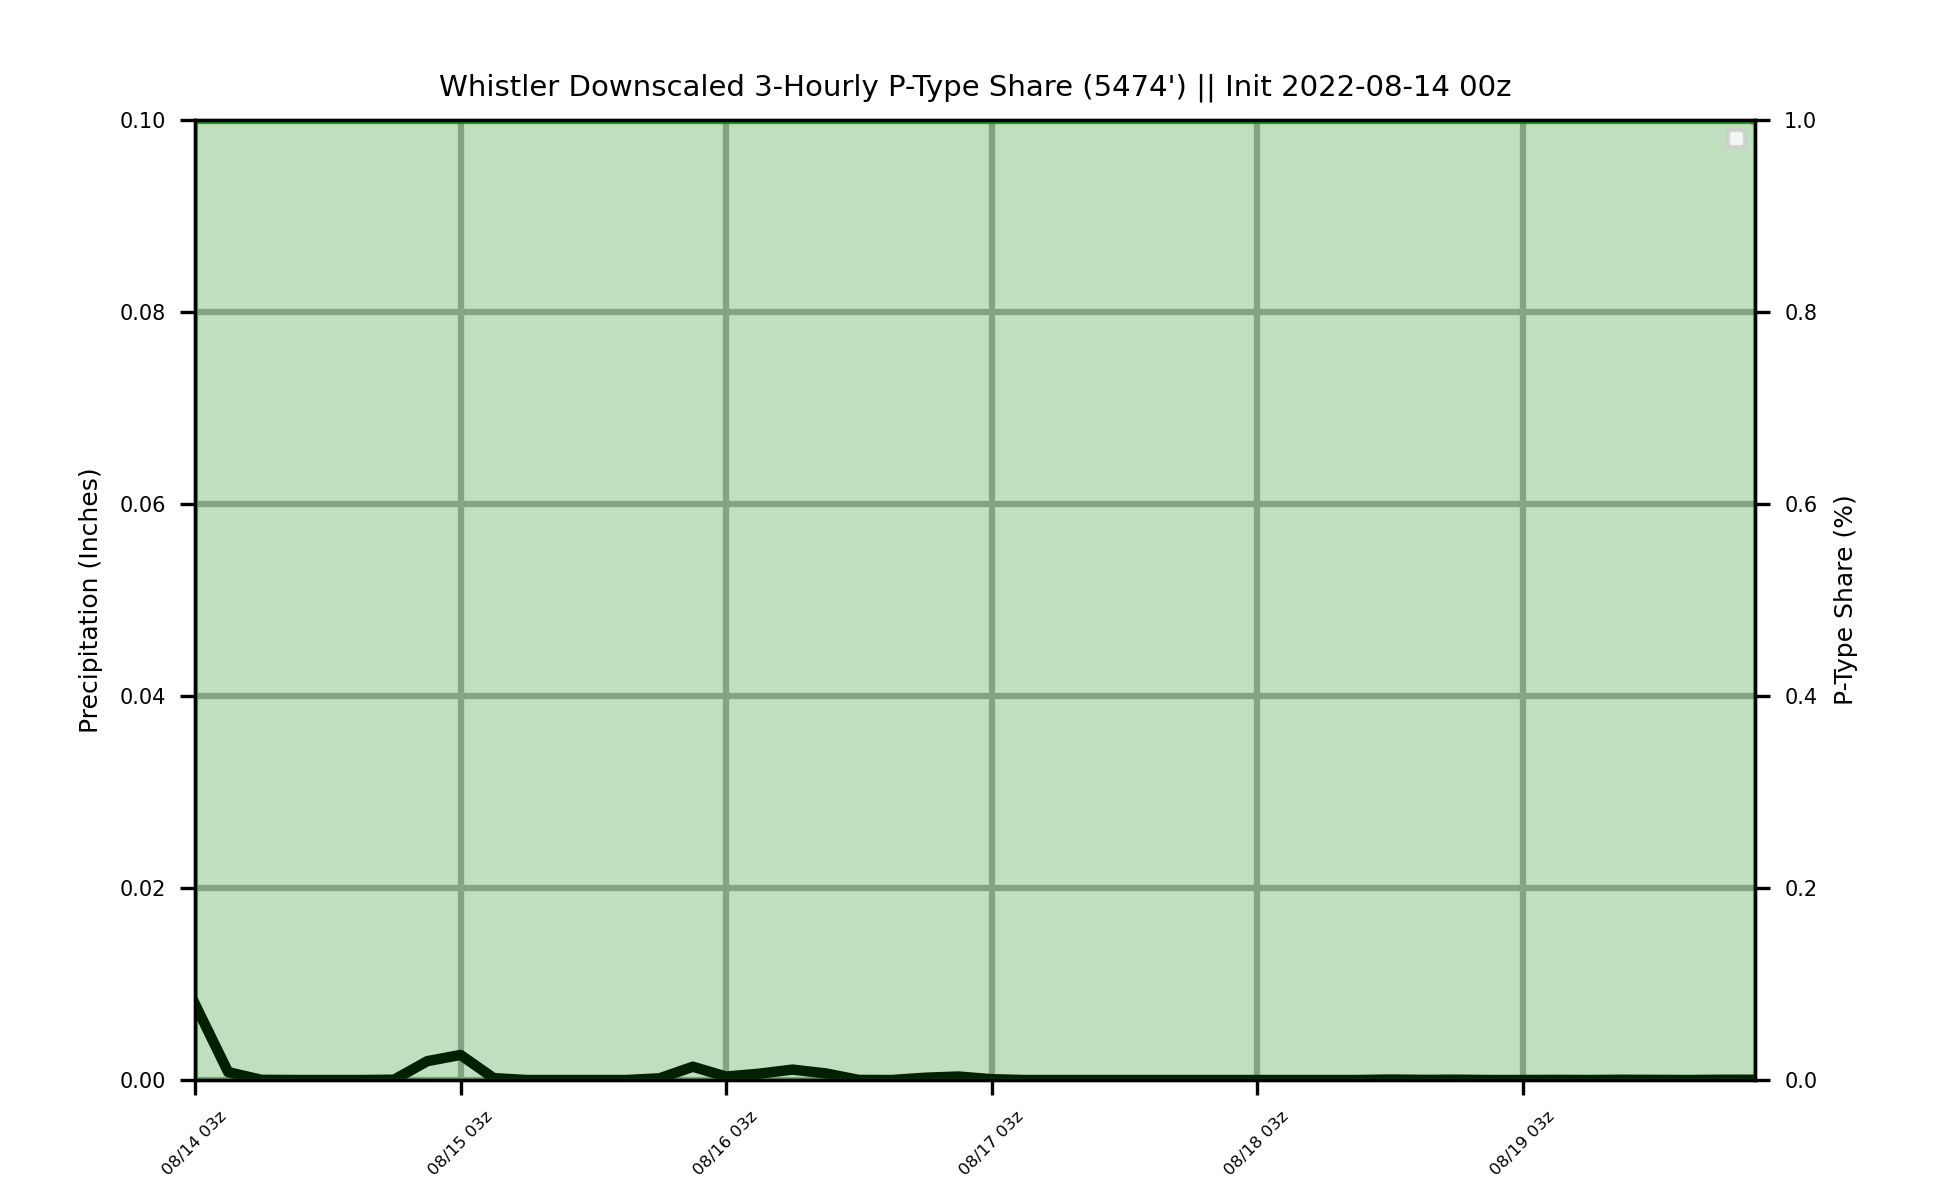 Whistler Downscaled 3-Hourly P-Type Share (5474') || Init 2022-08-14 00z
Precipitation (Inches)
0.10
0.08
0.06
0.04
0.02
0.00
1.0
0.8
0.6
0.4
0.2
0.0
P-Type Share (%)
08/14 03z
08/15 03z
08/16 03z
08/17 03z
08/18 03z
08/19 03z